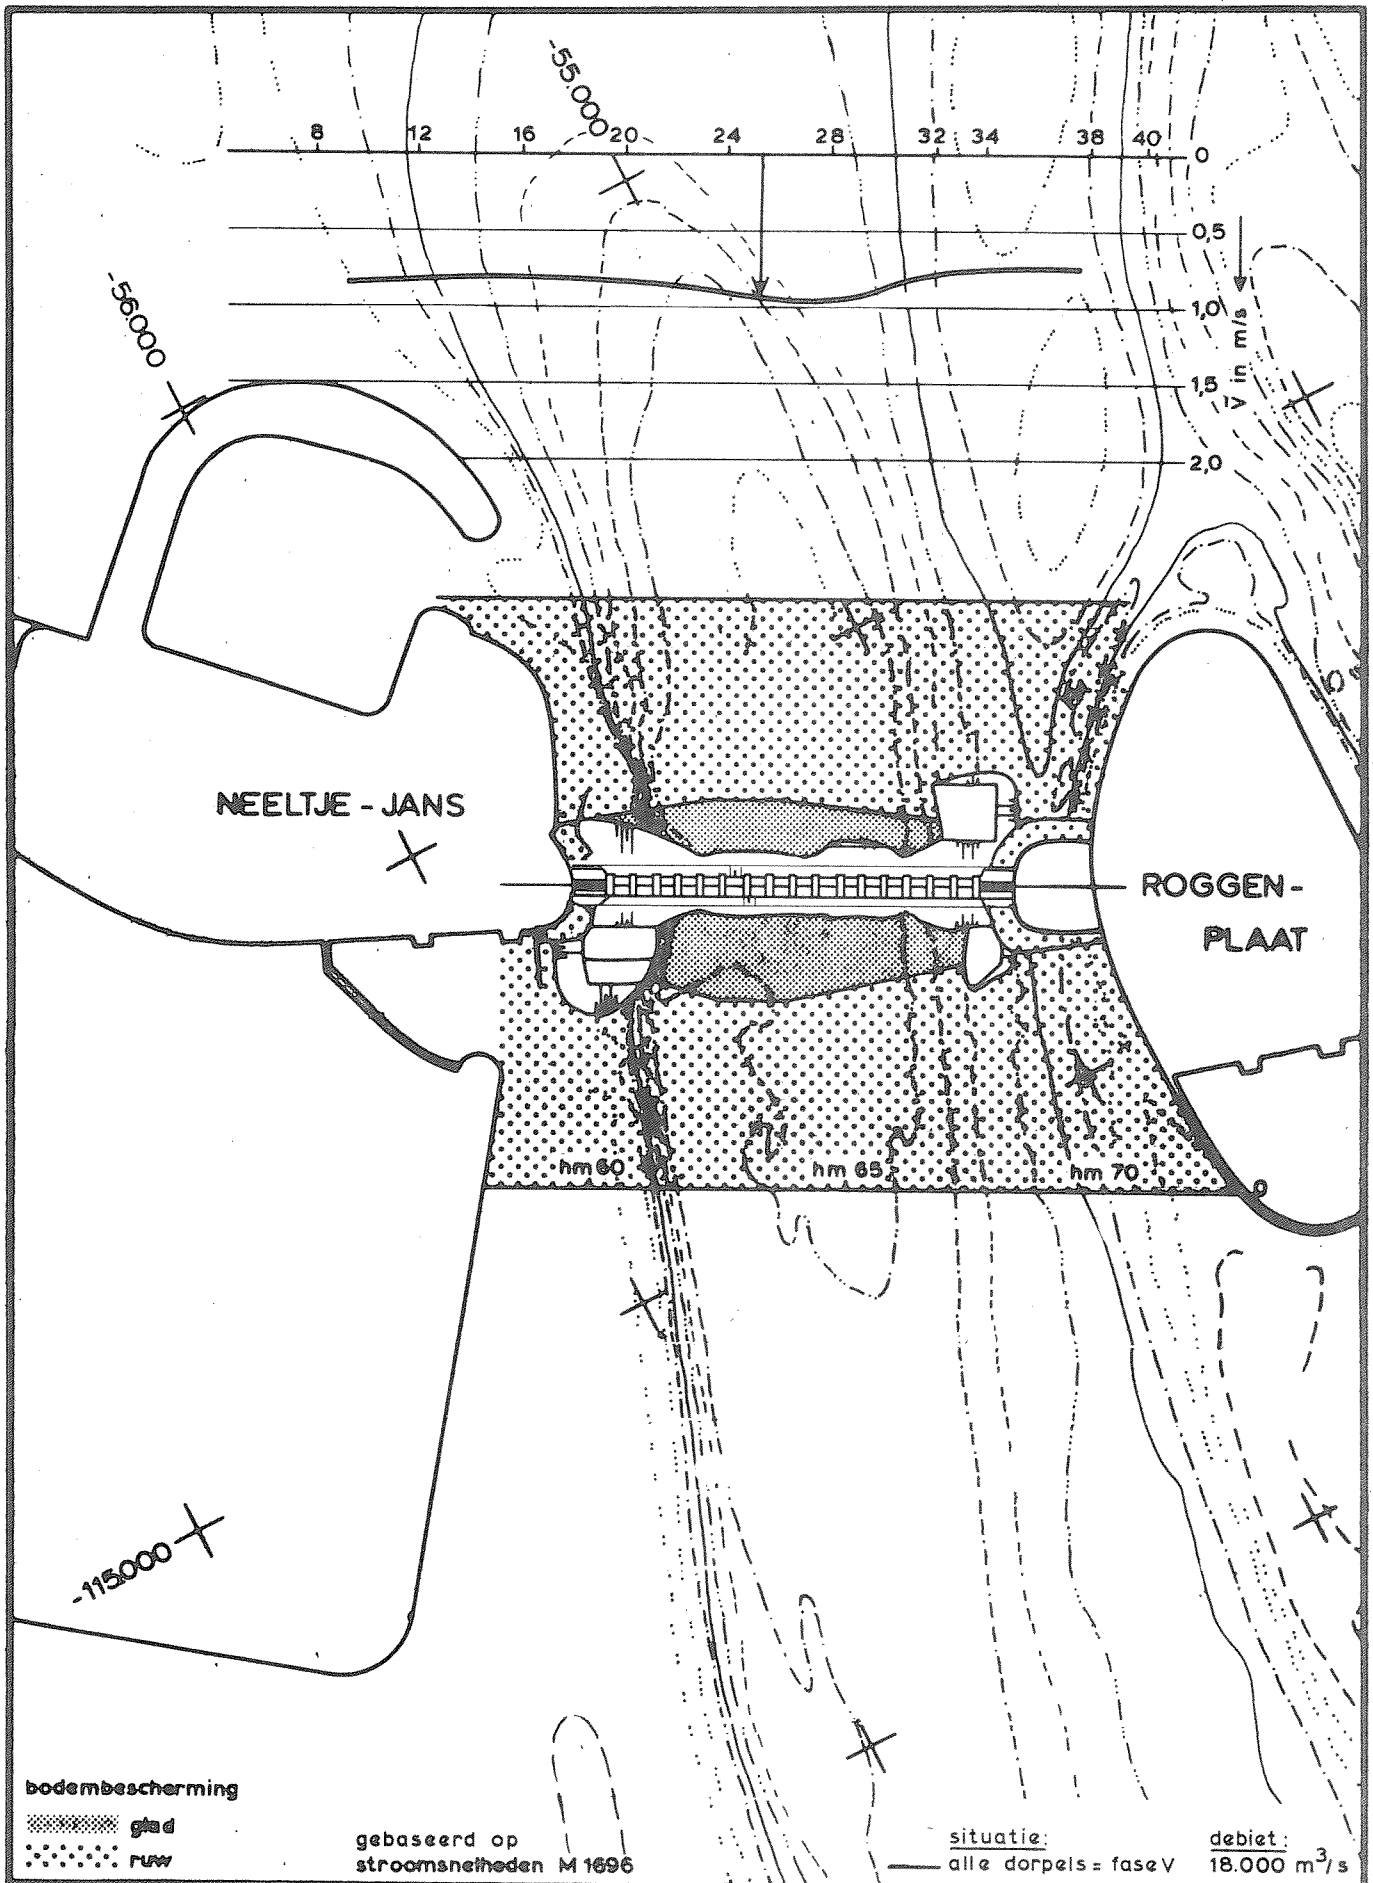 -55.000
8 12 16 20 24 28 32 34 38 40
0
0,5
1,0
1,5
2,0
V in m/s
-56.000
NEELTJE - JANS
ROGGEN-
PLAAT
hm 60 hm 65 hm 70
-115.000
bodembescherming
glad
ruw
gebaseerd op
stroomsnelheden M 1696
situatie:
alle dorpels = fase V
debiet:
18.000 m³/s